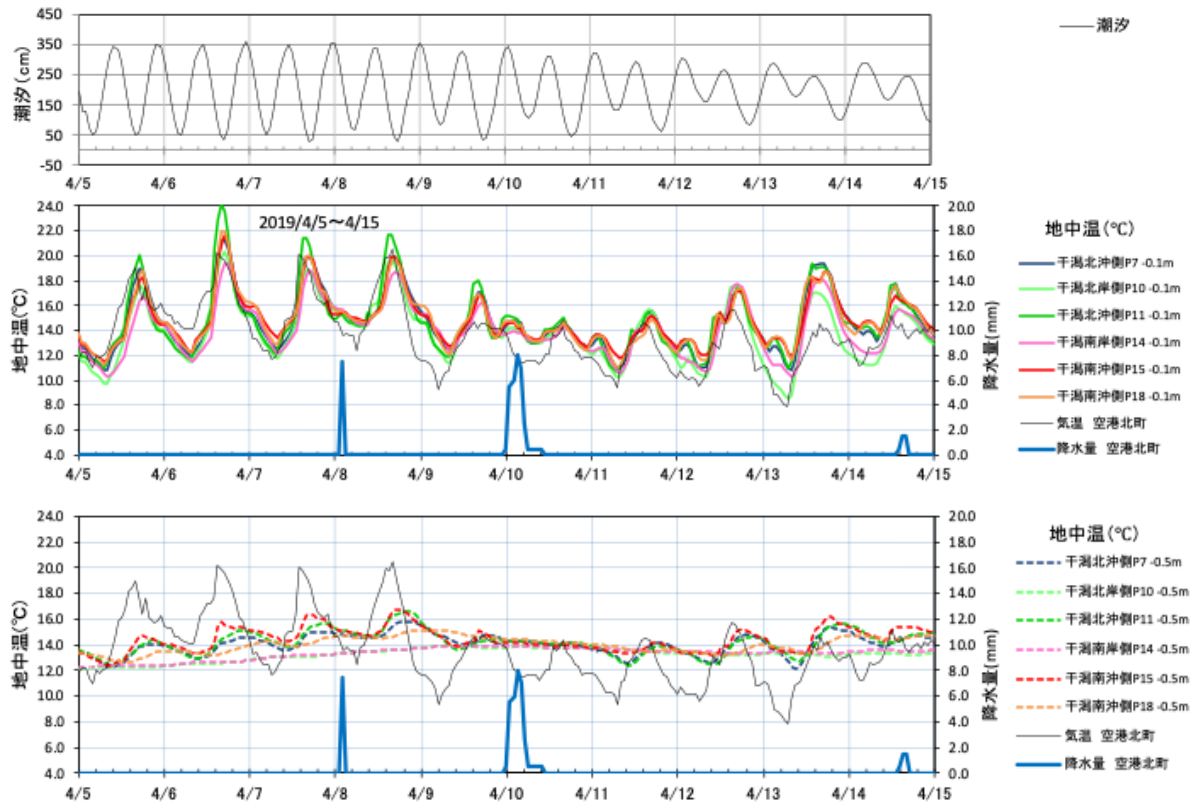 450
350
250
150
50
-50
潮汐(cm)
4/5 4/6 4/7 4/8 4/9 4/10 4/11 4/12 4/13 4/14 4/15
潮汐
24.0 22.0 20.0 18.0 16.0 14.0 12.0 10.0 8.0 6.0 4.0
地中温(℃)
2019/4/5~4/15
20.0 18.0 16.0 14.0 12.0 10.0 8.0 6.0 4.0 2.0 0.0
降水量(mm)
4/5 4/6 4/7 4/8 4/9 4/10 4/11 4/12 4/13 4/14 4/15
地中温(℃)
干潟北沖側P7 -0.1m
干潟北岸側P10 -0.1m
干潟北沖側P11 -0.1m
干潟南岸側P14 -0.1m
干潟南沖側P15 -0.1m
干潟南沖側P18 -0.1m
気温 空港北町
降水量 空港北町
24.0 22.0 20.0 18.0 16.0 14.0 12.0 10.0 8.0 6.0 4.0
地中温(℃)
20.0 18.0 16.0 14.0 12.0 10.0 8.0 6.0 4.0 2.0 0.0
降水量(mm)
4/5 4/6 4/7 4/8 4/9 4/10 4/11 4/12 4/13 4/14 4/15
地中温(℃)
干潟北沖側P7 -0.5m
干潟北岸側P10 -0.5m
干潟北沖側P11 -0.5m
干潟南岸側P14 -0.5m
干潟南沖側P15 -0.5m
干潟南沖側P18 -0.5m
気温 空港北町
降水量 空港北町